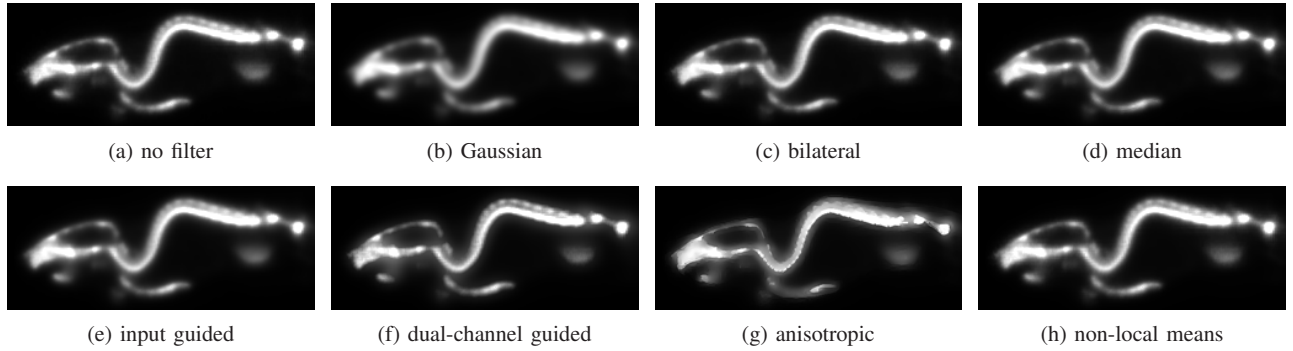 (a) no filter
(b) Gaussian
(c) bilateral
(d) median
(e) input guided
(f) dual-channel guided
(g) anisotropic
(h) non-local means